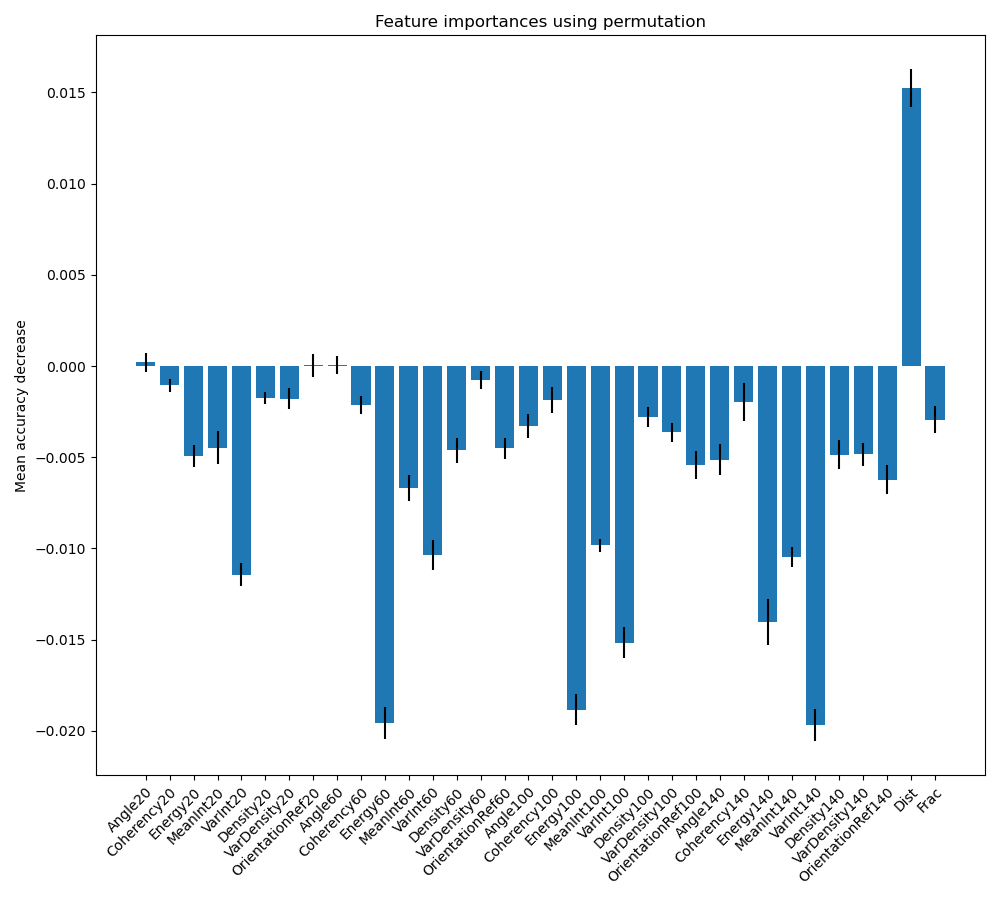 Feature importances using permutation
Mean accuracy decrease
0.015
0.010
0.005
0.000
−0.005
−0.010
−0.015
−0.020
Angle20
Coherency20
Energy20
MeanInt20
VarInt20
Density20
VarDensity20
OrientationRef20
Angle60
Coherency60
Energy60
MeanInt60
VarInt60
Density60
VarDensity60
OrientationRef60
Angle100
Coherency100
Energy100
MeanInt100
VarInt100
Density100
VarDensity100
OrientationRef100
Angle140
Coherency140
Energy140
MeanInt140
VarInt140
Density140
VarDensity140
OrientationRef140
Dist
Frac